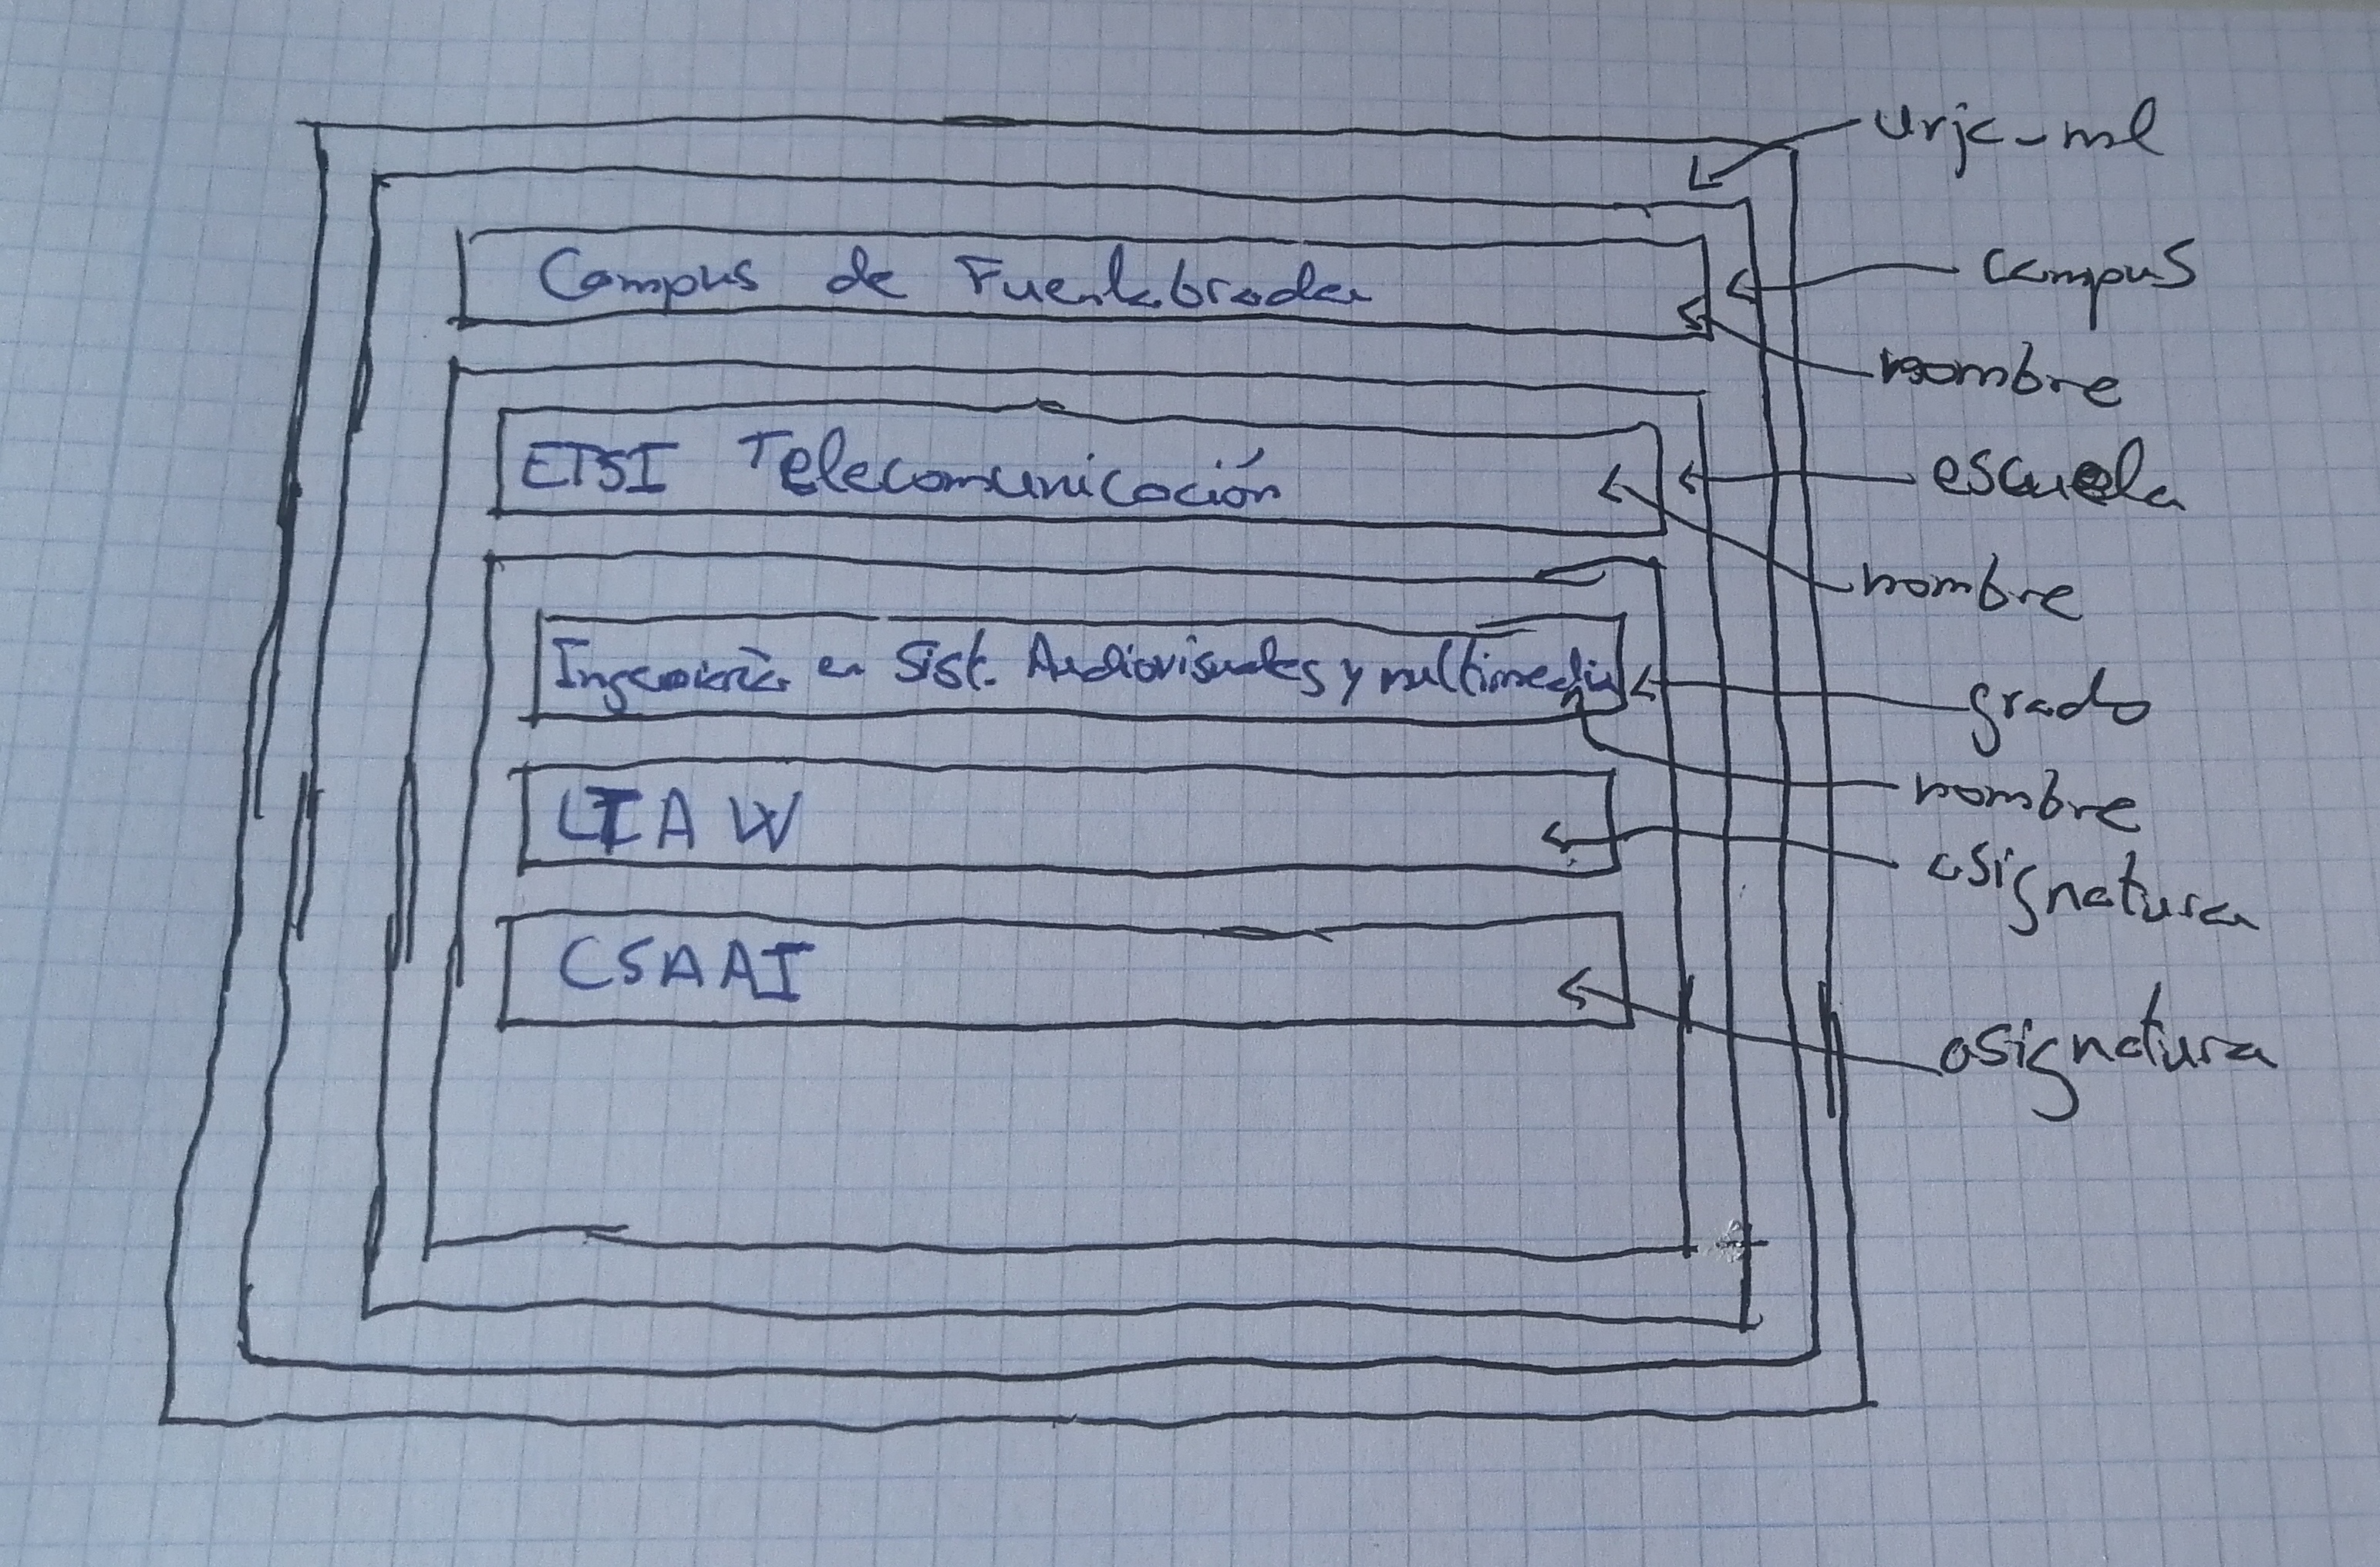 urjc-ml
Campus de Fuenlabrada
campus
nombre
ETSI Telecomunicación
escuela
nombre
Ingeniería en Sist. Audiovisuales y multimedia
grado
nombre
LTAW
asignatura
CSAAI
asignatura